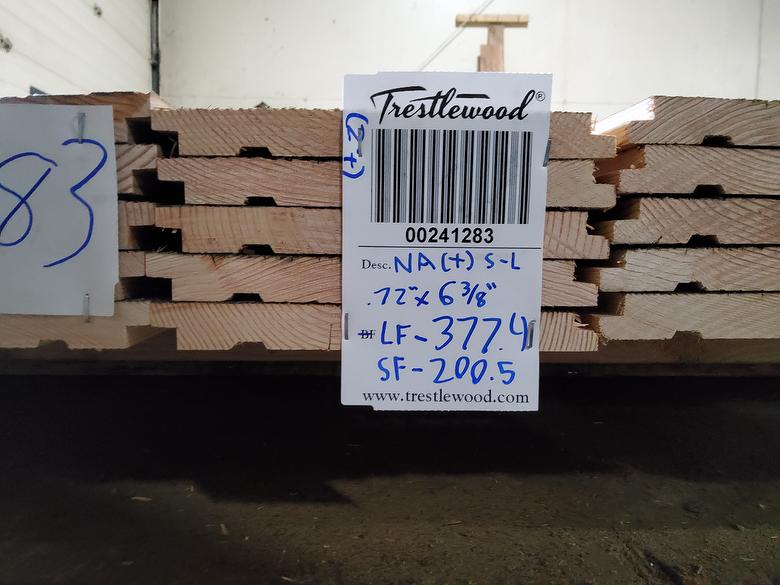 83
Trestlewood®
(+2)
00241283
Desc. NA(+) S-L
.72" x 6 3/8"
BF LF-377.4
SF-200.5
www.trestlewood.com